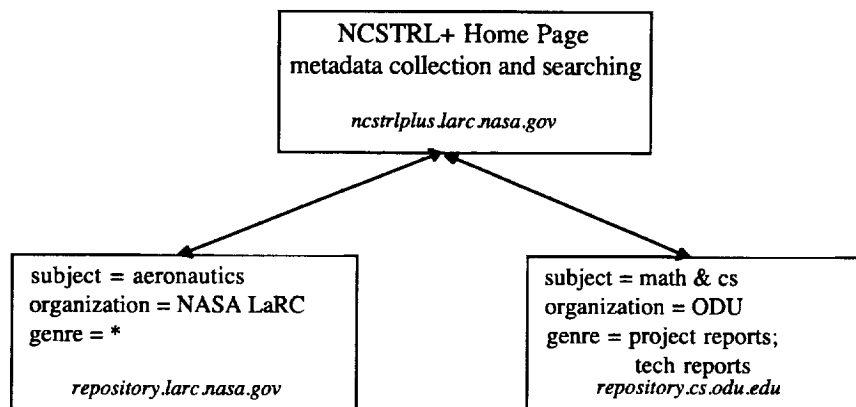 NCSTRL+ Home Page
metadata collection and searching
ncstrlplus.larc.nasa.gov
subject = aeronautics
organization = NASA LaRC
genre = *
repository.larc.nasa.gov
subject = math & cs
organization = ODU
genre = project reports;
tech reports
repository.cs.odu.edu